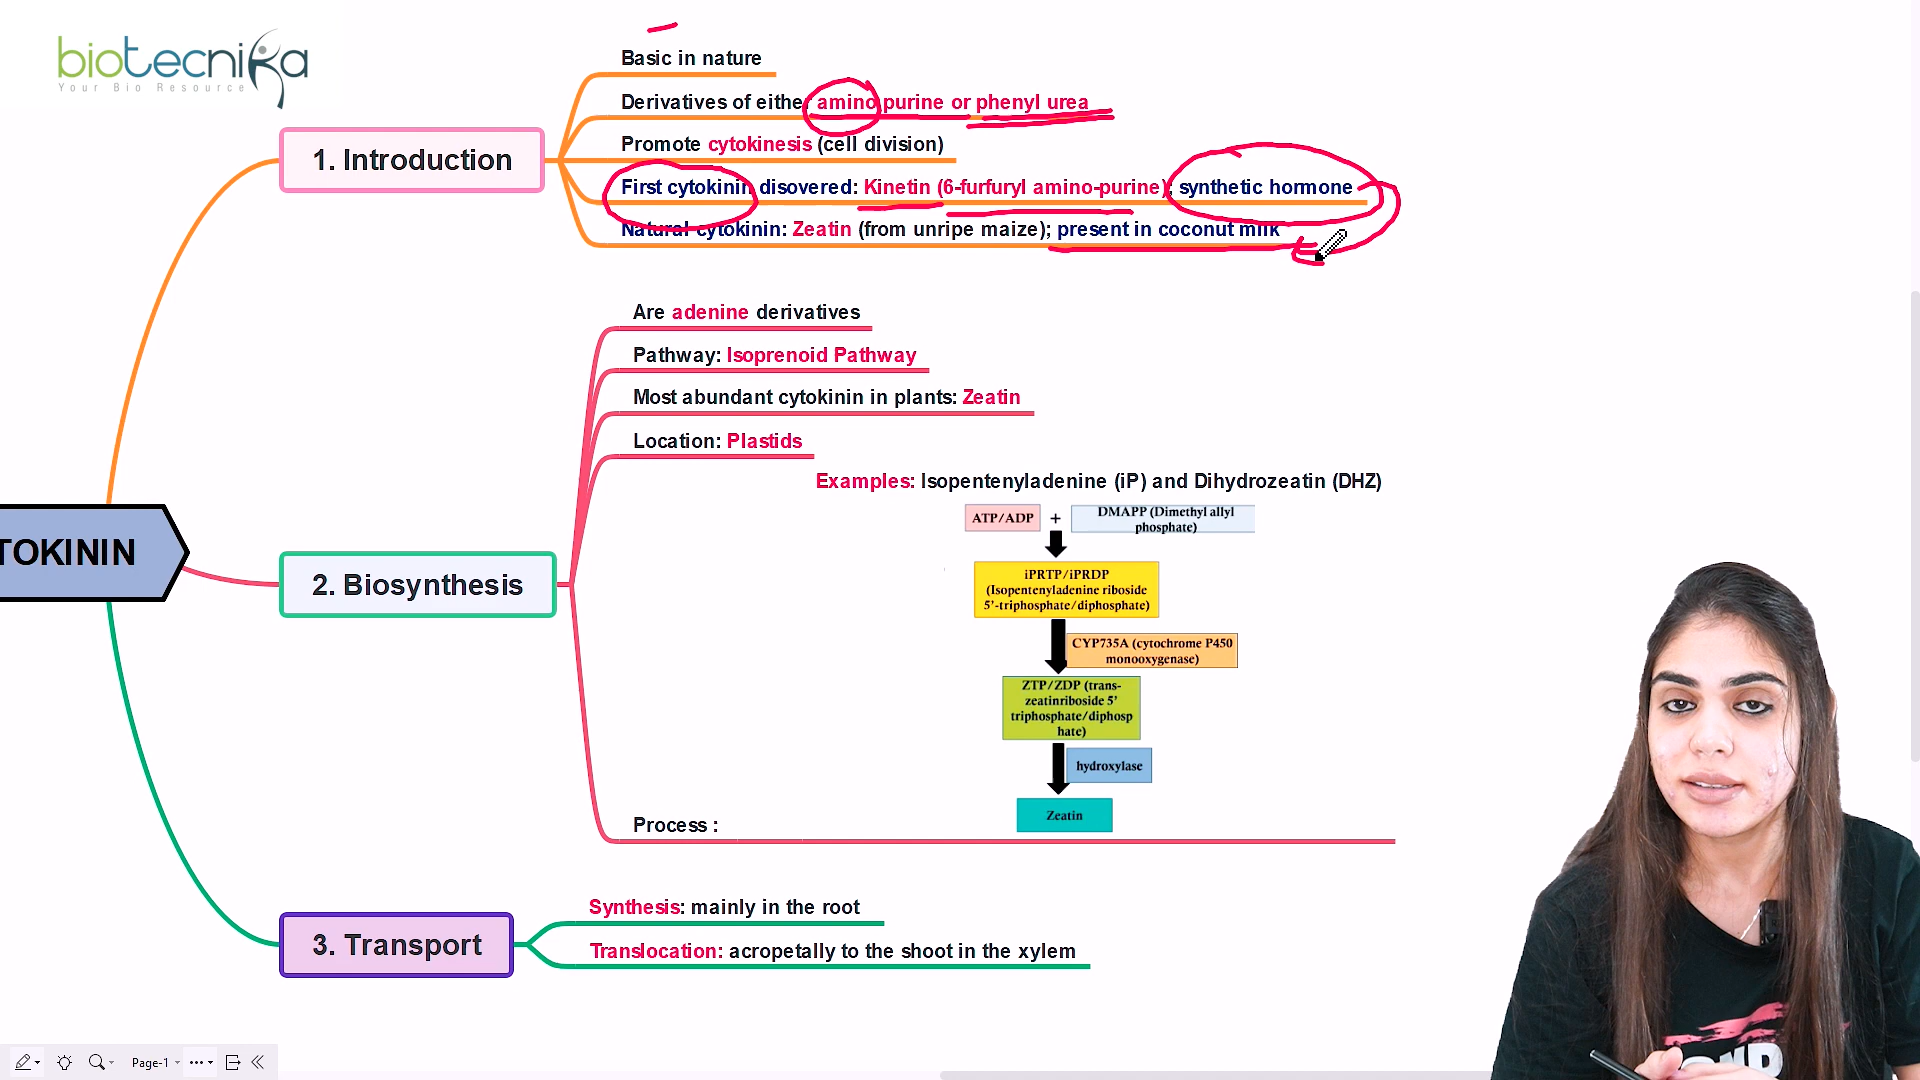 biotecnika
Your Bio Resource
Basic in nature
Derivatives of either amino purine or phenyl urea
Promote cytokinesis (cell division)
1. Introduction
First cytokinin disovered: Kinetin (6-furfuryl amino-purine); synthetic hormone
Natural cytokinin: Zeatin (from unripe maize); present in coconut milk
Are adenine derivatives
Pathway: Isoprenoid Pathway
Most abundant cytokinin in plants: Zeatin
Location: Plastids
Examples: Isopentenyladenine (iP) and Dihydrozeatin (DHZ)
ATP/ADP + DMAPP (Dimethyl allyl
phosphate)
TOKININ
2. Biosynthesis
iPRTP/iPRDP
(Isopentenyladenine riboside
5’-triphosphate/diphosphate)
CYP735A (cytochrome P450
monooxygenase)
ZTP/ZDP (trans-
zeatinriboside 5’
triphosphate/diphosp
hate)
hydroxylase
Zeatin
Process :
3. Transport
Synthesis: mainly in the root
Translocation: acropetally to the shoot in the xylem
Page-1